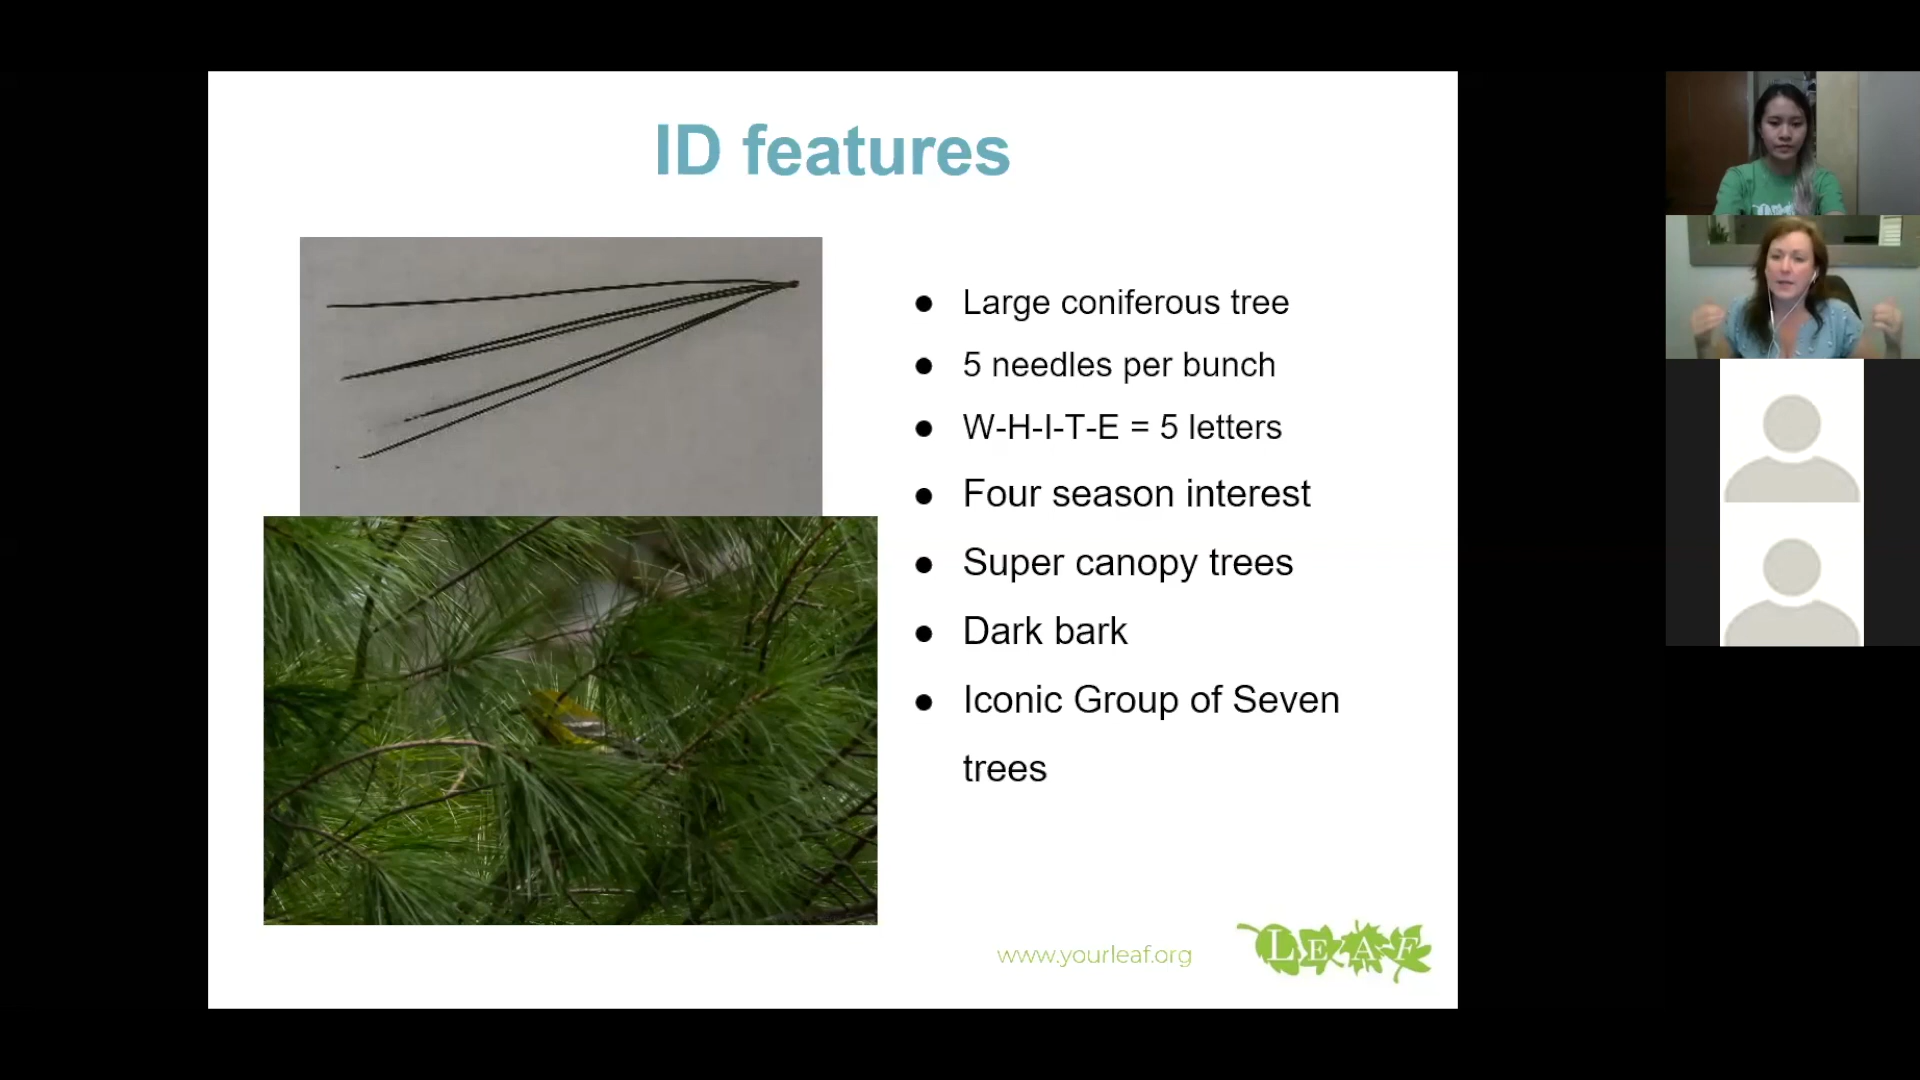 ID features
Large coniferous tree
5 needles per bunch
W-H-I-T-E = 5 letters
Four season interest
Super canopy trees
Dark bark
Iconic Group of Seven
trees
www.yourleaf.org
LEAF